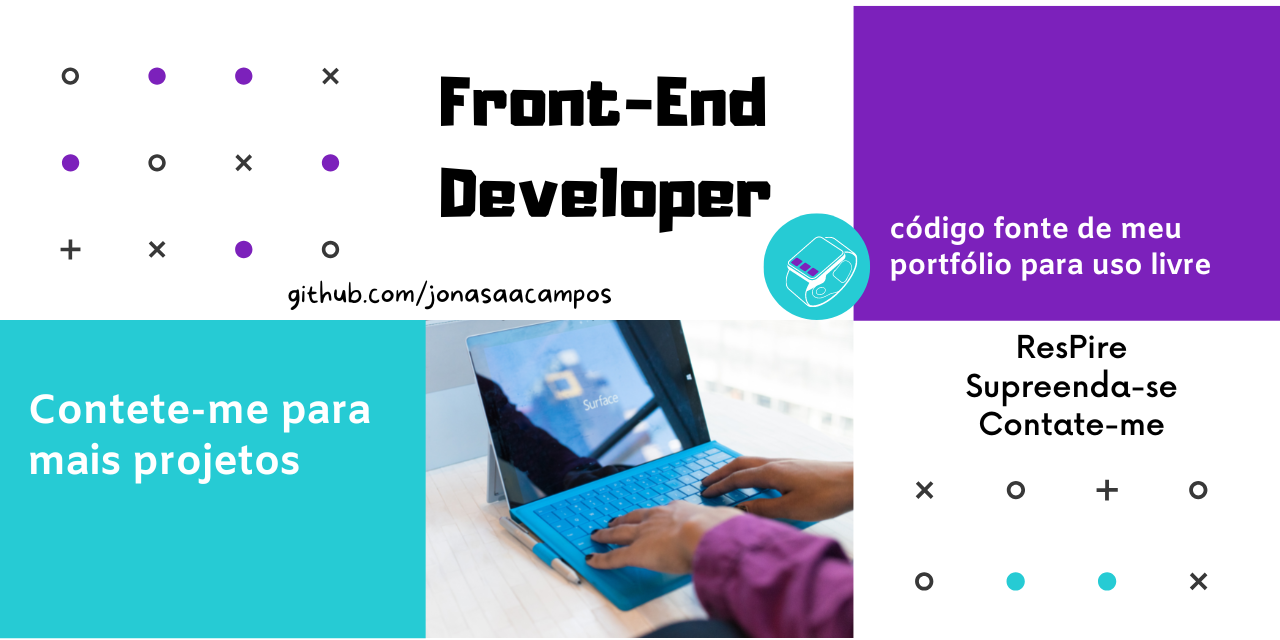 Front-End
Developer
código fonte de meu
portfólio para uso livre
github.com/jonasaacampos
Contete-me para
mais projetos
Surface
ResPire
Supreenda-se
Contate-me